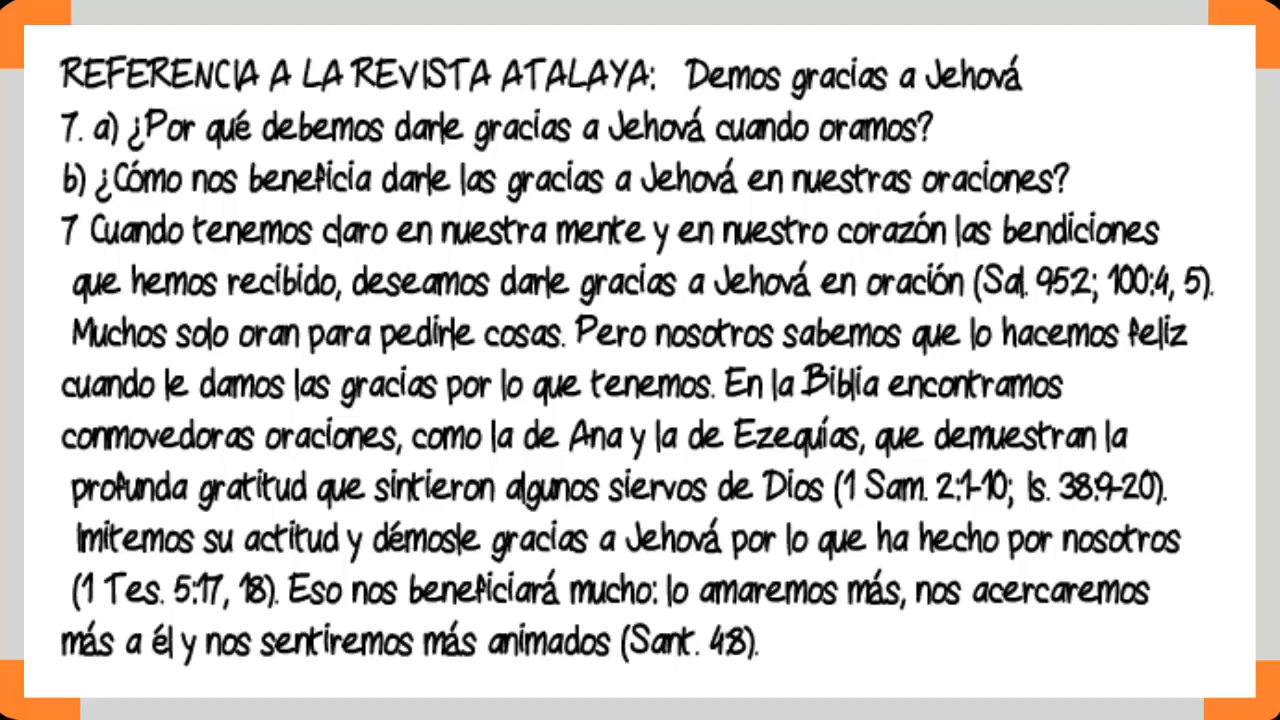 REFERENCIA A LA REVISTA ATALAYA: Demos gracias a Jehová
7. a) ¿Por qué debemos darle gracias a Jehová cuando oramos?
b) ¿Cómo nos beneficia darle las gracias a Jehová en nuestras oraciones?
7 Cuando tenemos claro en nuestra mente y en nuestro corazón las bendiciones
que hemos recibido, deseamos darle gracias a Jehová en oración (Sal. 95:2; 100:4, 5).
Muchos solo oran para pedirle cosas. Pero nosotros sabemos que lo hacemos feliz
cuando le damos las gracias por lo que tenemos. En la Biblia encontramos
conmovedoras oraciones, como la de Ana y la de Ezequías, que demuestran la
profunda gratitud que sintieron algunos siervos de Dios (1 Sam. 2:1-10; Is. 38:9-20).
Imitemos su actitud y démosle gracias a Jehová por lo que ha hecho por nosotros
(1 Tes. 5:17, 18). Eso nos beneficiará mucho: lo amaremos más, nos acercaremos
más a él y nos sentiremos más animados (Sant. 4:8).